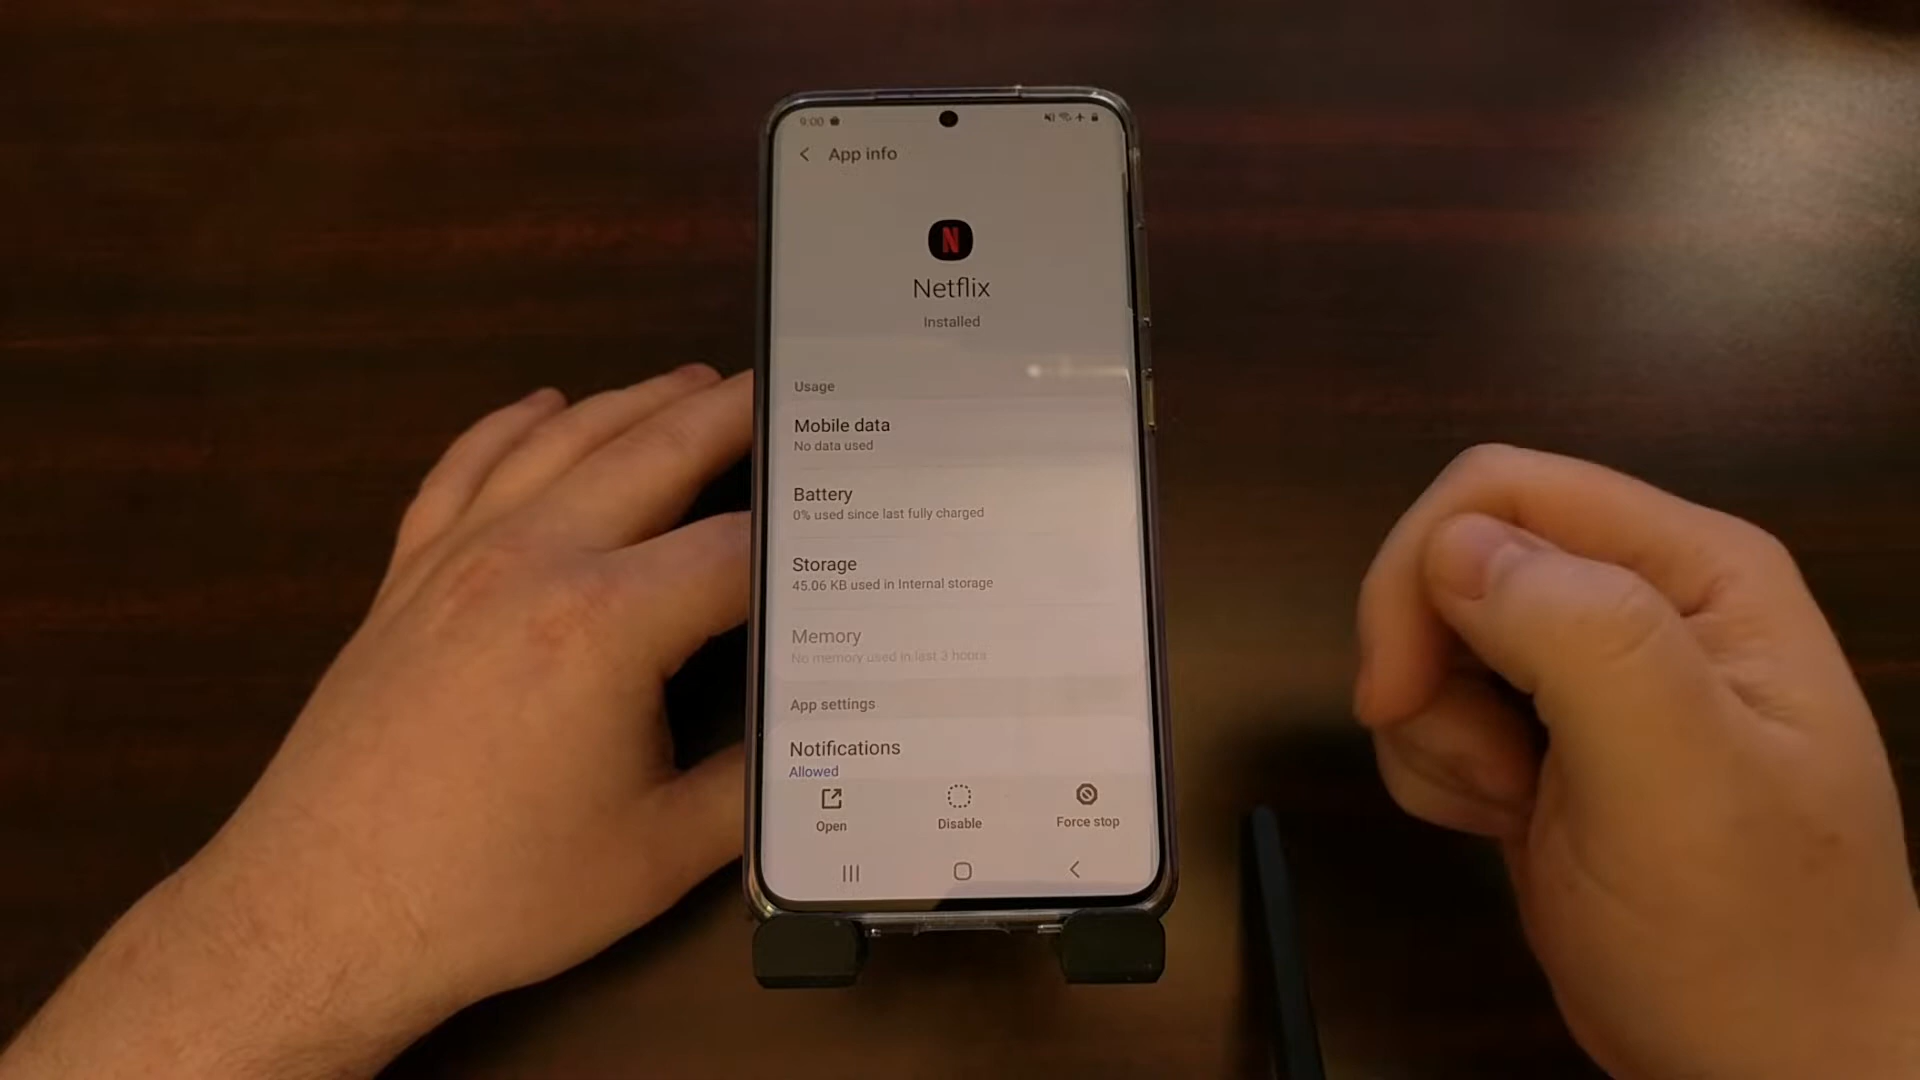 9:00
App info
N
Netflix
Installed
Usage
Mobile data
No data used
Battery
0% used since last fully charged
Storage
45.06 KB used in Internal storage
Memory
No memory used in last 3 hours
App settings
Notifications
Allowed
Open
Disable
Force stop